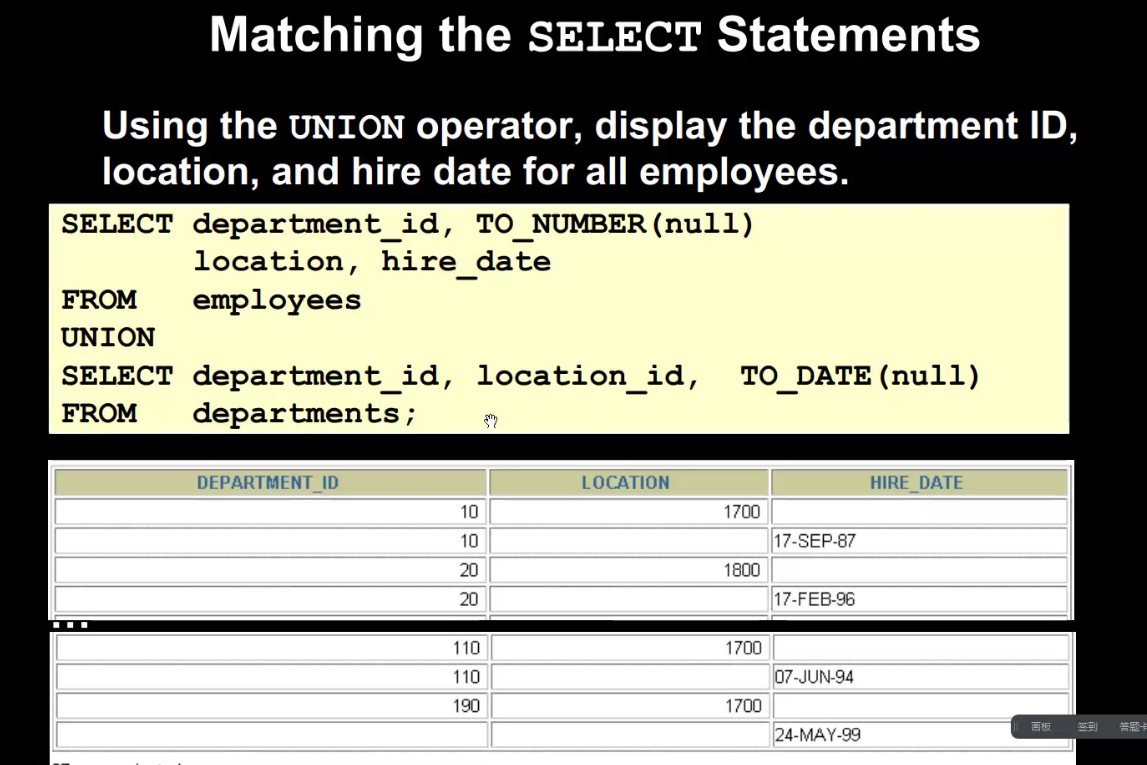 Matching the SELECT Statements
Using the UNION operator, display the department ID,
location, and hire date for all employees.
SELECT department_id, TO_NUMBER(null)
location, hire_date
FROM employees
UNION
SELECT department_id, location_id, TO_DATE(null)
FROM departments;
DEPARTMENT_ID LOCATION HIRE_DATE
10 1700
10 17-SEP-87
20 1800
20 17-FEB-96
...
110 1700
110 07-JUN-94
190 1700
画板 签到 答题卡
24-MAY-99